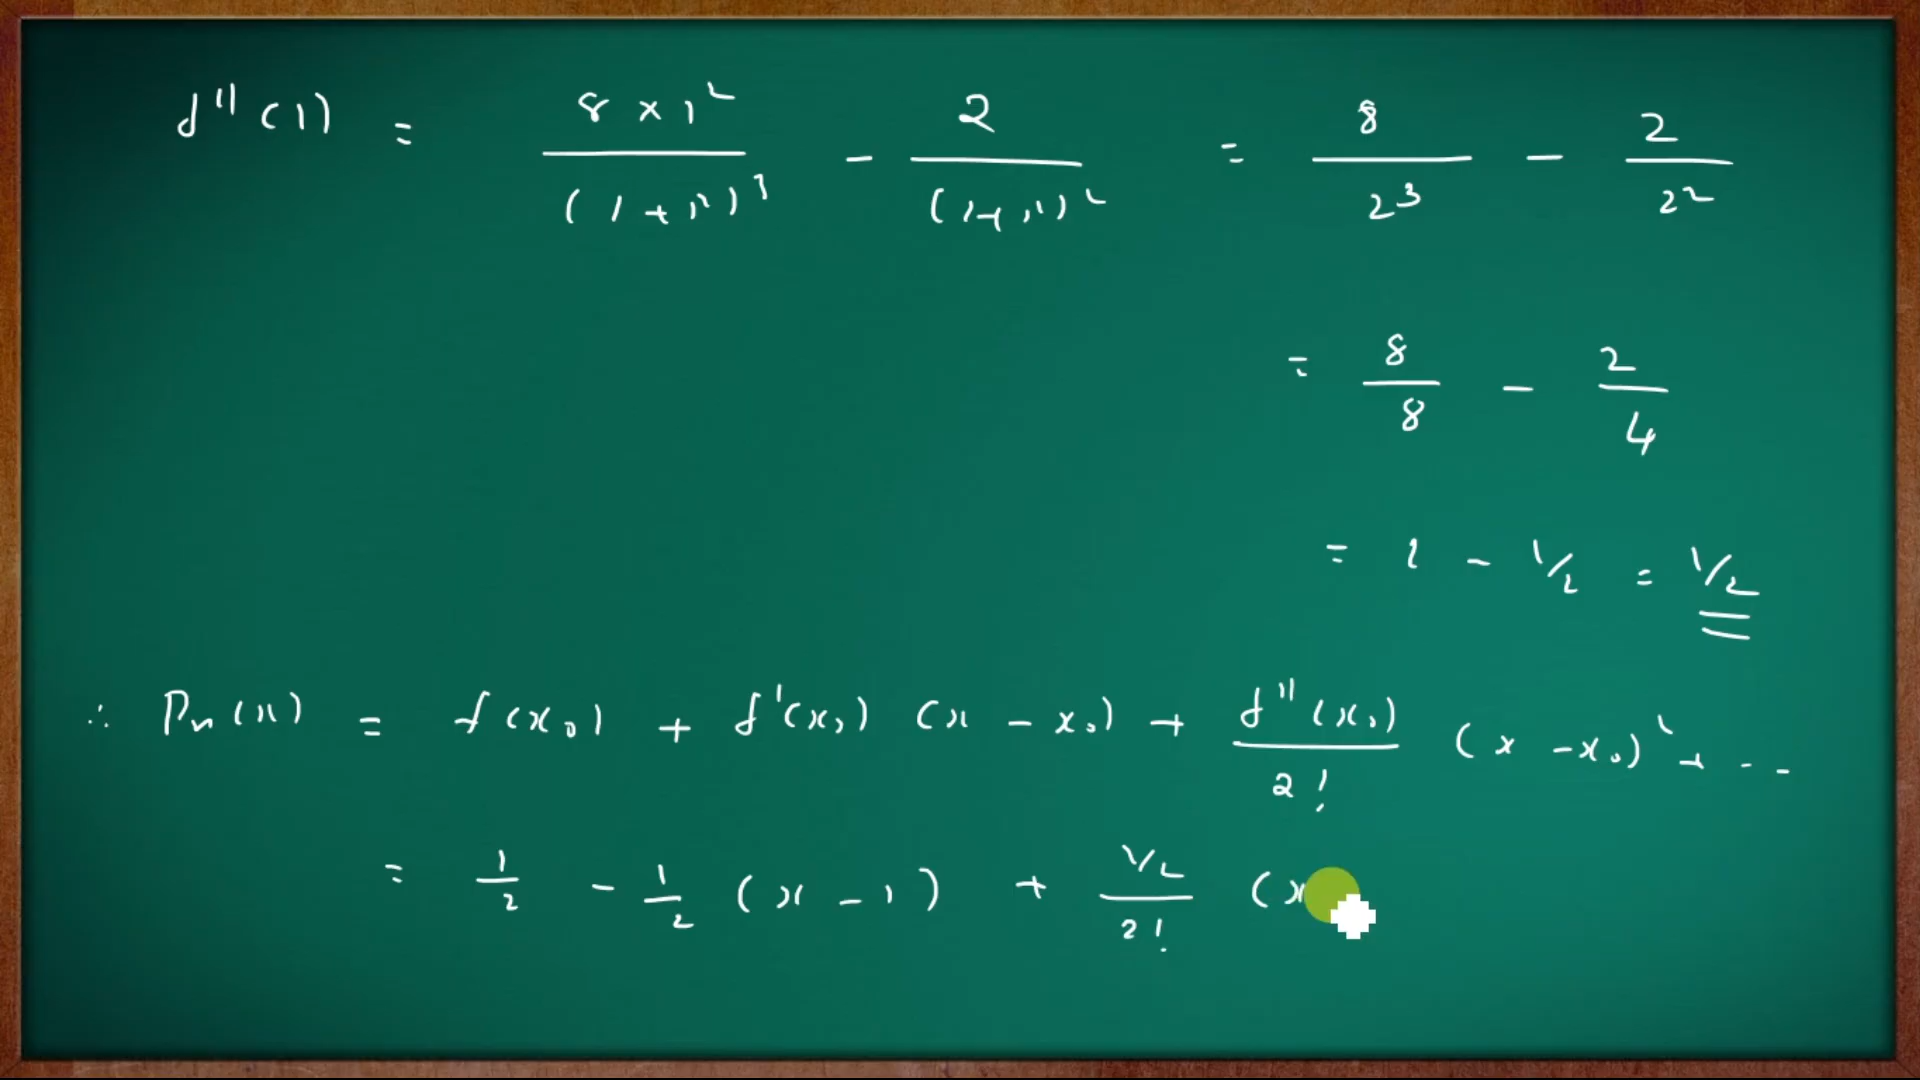 f''(1) = 8 x 1² / (1+1²)³ - 2 / (1+1²)² = 8 / 2³ - 2 / 2²
= 8/8 - 2/4
= 1 - 1/2 = 1/2
∴ Pn(x) = f(x₀) + f'(x₀) (x - x₀) + f''(x₀) / 2! (x - x₀)² + --
= 1/2 - 1/2 (x - 1) + 1/2 / 2! (x